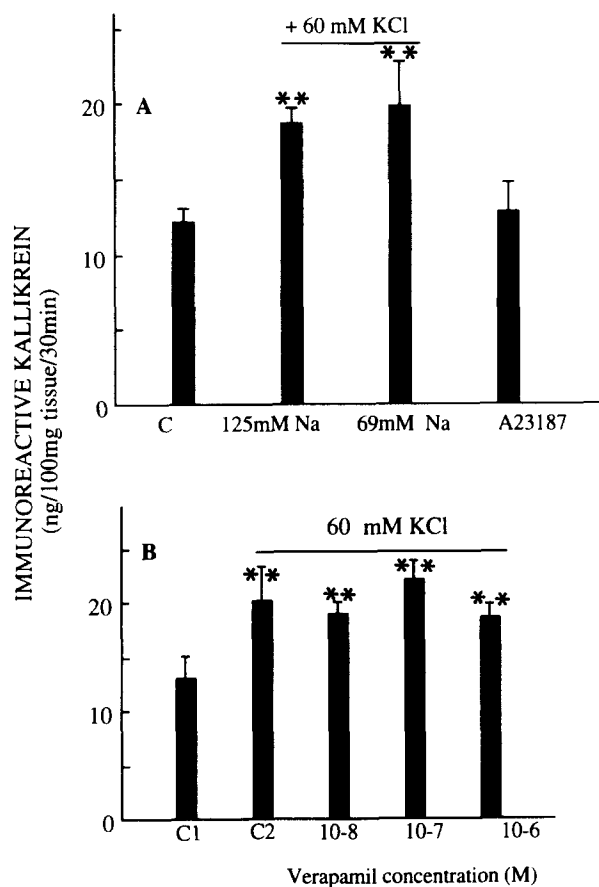 + 60 mM KCl
A
**
**
20
10
0
C 125mM Na 69mM Na A23187
IMMUNOREACTIVE KALLIKREIN
(ng/100mg tissue/30min)
60 mM KCl
B
**
**
**
**
20
10
0
C1 C2 10-8 10-7 10-6
Verapamil concentration (M)